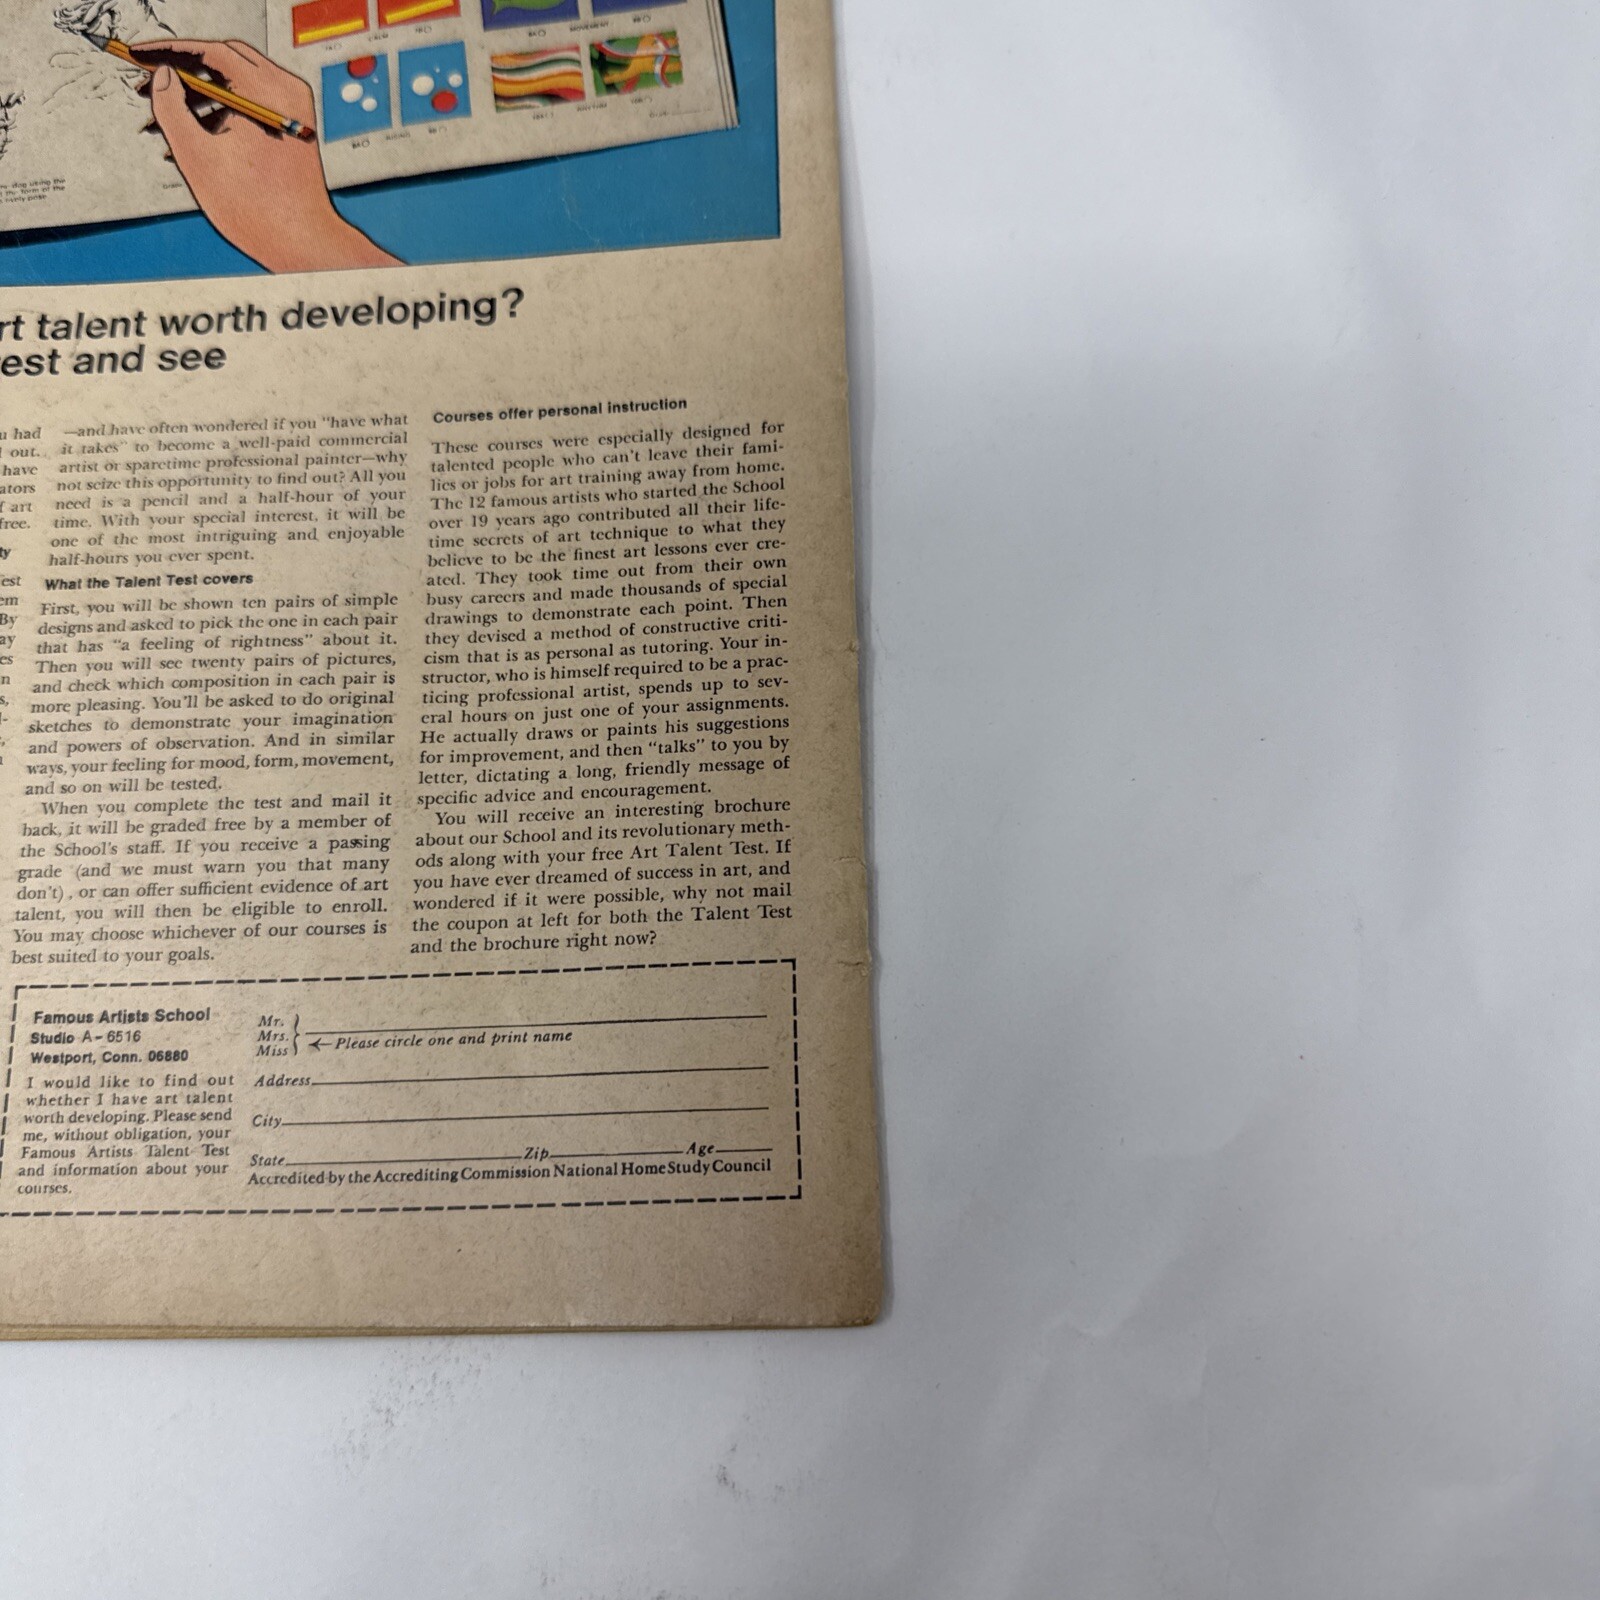 rt talent worth developing?
est and see
u had
out.
have
ators
f art
free.
ty
est
em
By
ay
es
n
s,
—and have often wondered if you "have what
it takes" to become a well-paid commercial
artist or sparetime professional painter—why
not seize this opportunity to find out? All you
need is a pencil and a half-hour of your
time. With your special interest, it will be
one of the most intriguing and enjoyable
half-hours you ever spent.
What the Talent Test covers
First, you will be shown ten pairs of simple
designs and asked to pick the one in each pair
that has "a feeling of rightness" about it.
Then you will see twenty pairs of pictures,
and check which composition in each pair is
more pleasing. You'll be asked to do original
sketches to demonstrate your imagination
and powers of observation. And in similar
ways, your feeling for mood, form, movement,
and so on will be tested.
When you complete the test and mail it
back, it will be graded free by a member of
the School's staff. If you receive a passing
grade (and we must warn you that many
don't), or can offer sufficient evidence of art
talent, you will then be eligible to enroll.
You may choose whichever of our courses is
best suited to your goals.
Courses offer personal instruction
These courses were especially designed for
talented people who can't leave their fami-
lies or jobs for art training away from home.
The 12 famous artists who started the School
over 19 years ago contributed all their life-
time secrets of art technique to what they
believe to be the finest art lessons ever cre-
ated. They took time out from their own
busy careers and made thousands of special
drawings to demonstrate each point. Then
they devised a method of constructive criti-
cism that is as personal as tutoring. Your in-
structor, who is himself required to be a prac-
ticing professional artist, spends up to sev-
eral hours on just one of your assignments.
He actually draws or paints his suggestions
for improvement, and then "talks" to you by
letter, dictating a long, friendly message of
specific advice and encouragement.
You will receive an interesting brochure
about our School and its revolutionary meth-
ods along with your free Art Talent Test. If
you have ever dreamed of success in art, and
wondered if it were possible, why not mail
the coupon at left for both the Talent Test
and the brochure right now?
Famous Artists School
Studio A-6516
Westport, Conn. 06880
I would like to find out
whether I have art talent
worth developing. Please send
me, without obligation, your
Famous Artists Talent Test
and information about your
courses.
Mr.
Mrs.
Miss
Please circle one and print name
Address
City
State Zip Age
Accredited by the Accrediting Commission National Home Study Council